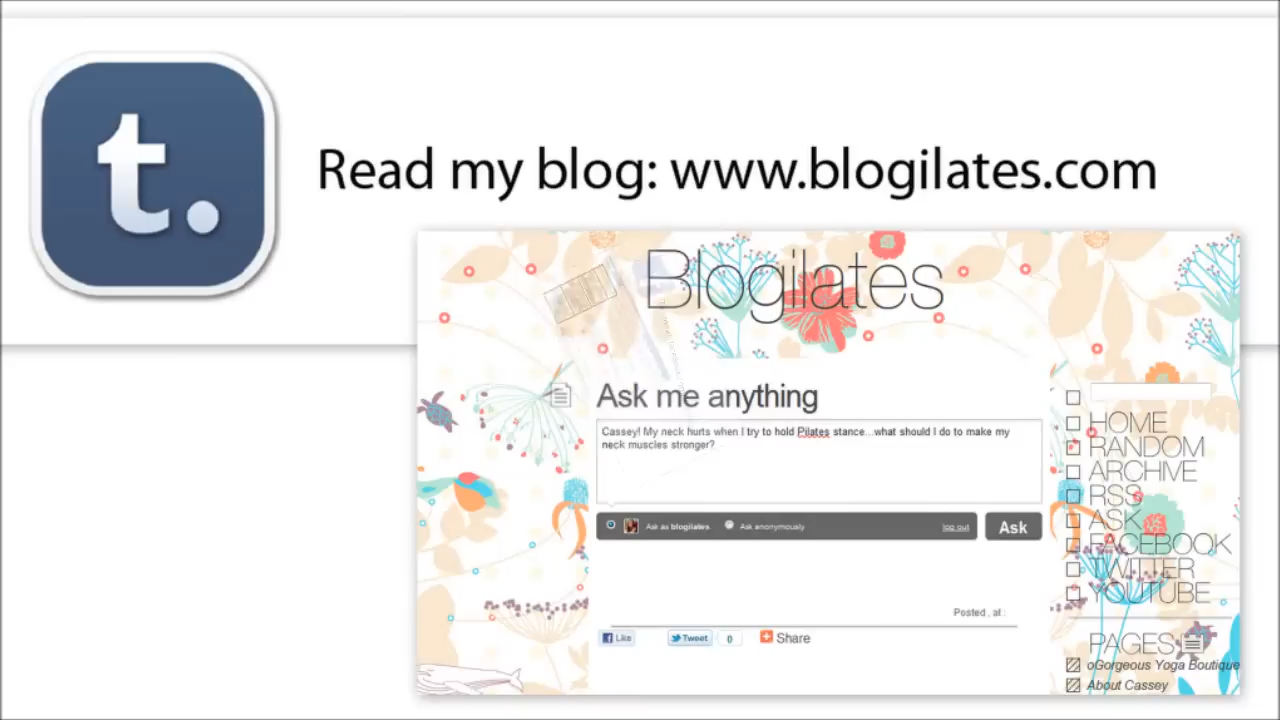 t.
Read my blog: www.blogilates.com
Blogilates
Ask me anything
Cassey! My neck hurts when I try to hold Pilates stance...what should I do to make my
neck muscles stronger?
Ask as blogilates. Ask anonymously log out Ask
HOME
RANDOM
ARCHIVE
RSS
ASK
FACEBOOK
TWITTER
YOUTUBE
Posted , at :
Like Tweet 0 Share
PAGES
oGorgeous Yoga Boutique
About Cassey